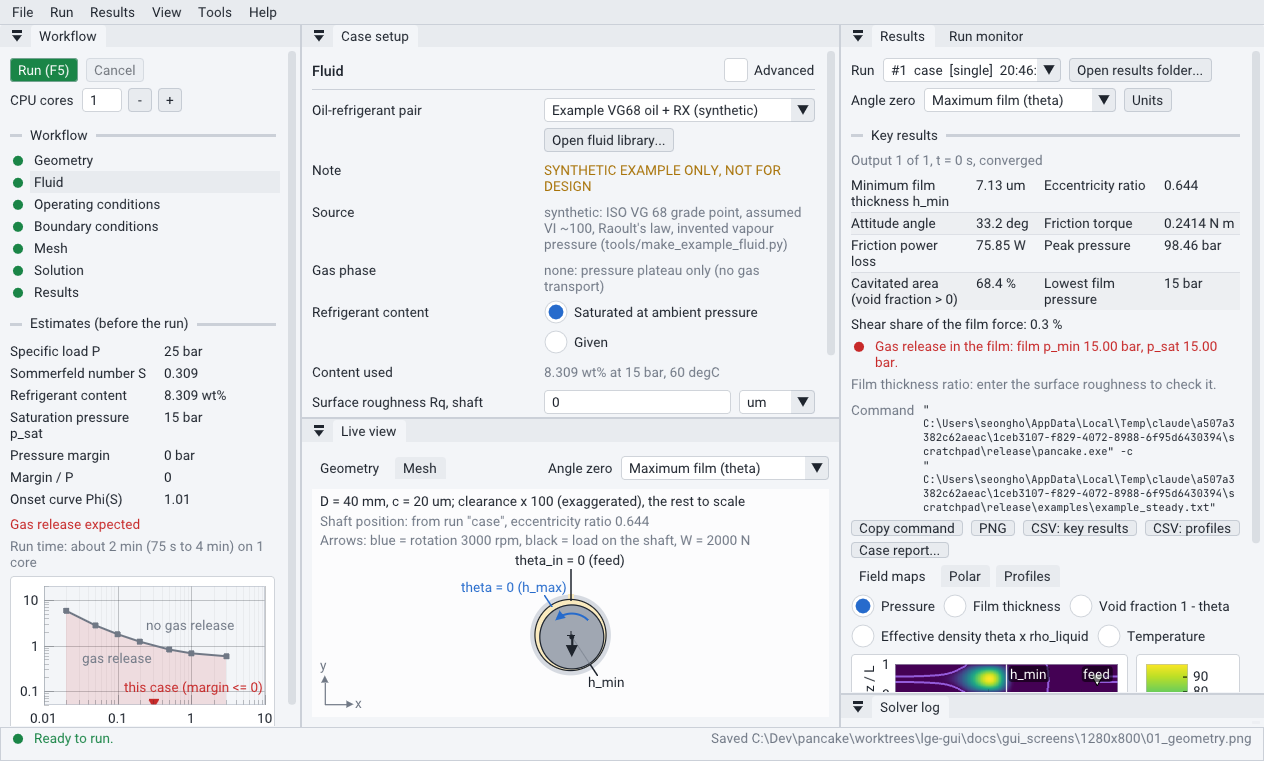 File Run Results View Tools Help
Workflow
Run (F5) Cancel
CPU cores 1 - +
Workflow
Geometry
Fluid
Operating conditions
Boundary conditions
Mesh
Solution
Results
Estimates (before the run)
Specific load P 25 bar
Sommerfeld number S 0.309
Refrigerant content 8.309 wt%
Saturation pressure 15 bar
p_sat
Pressure margin 0 bar
Margin / P 0
Onset curve Phi(S) 1.01
Gas release expected
Run time: about 2 min (75 s to 4 min) on 1
core
10
no gas release
1
gas release
this case (margin <= 0)
0.1
0.01 0.1 1 10
Case setup
Fluid Advanced
Oil-refrigerant pair Example VG68 oil + RX (synthetic)
Open fluid library...
Note SYNTHETIC EXAMPLE ONLY, NOT FOR
DESIGN
Source synthetic: ISO VG 68 grade point, assumed
VI ~100, Raoult's law, invented vapour
pressure (tools/make_example_fluid.py)
Gas phase none: pressure plateau only (no gas
transport)
Refrigerant content Saturated at ambient pressure
Given
Content used 8.309 wt% at 15 bar, 60 degC
Surface roughness Rq, shaft 0 um
Live view
Geometry Mesh Angle zero Maximum film (theta)
D = 40 mm, c = 20 um; clearance x 100 (exaggerated), the rest to scale
Shaft position: from run "case", eccentricity ratio 0.644
Arrows: blue = rotation 3000 rpm, black = load on the shaft, W = 2000 N
theta_in = 0 (feed)
theta = 0 (h_max)
h_min
y
x
Results Run monitor
Run #1 case [single] 20:46: Open results folder...
Angle zero Maximum film (theta) Units
Key results
Output 1 of 1, t = 0 s, converged
Minimum film 7.13 um Eccentricity ratio 0.644
thickness h_min
Attitude angle 33.2 deg Friction torque 0.2414 N m
Friction power 75.85 W Peak pressure 98.46 bar
loss
Cavitated area 68.4 % Lowest film 15 bar
(void fraction > 0) pressure
Shear share of the film force: 0.3 %
Gas release in the film: film p_min 15.00 bar, p_sat 15.00
bar.
Film thickness ratio: enter the surface roughness to check it.
Command "
C:\Users\seongho\AppData\Local\Temp\claude\a507a3
382c62aeac\1ceb3107-f829-4072-8988-6f95d6430394\s
cratchpad\release\pancake.exe" -c
"
C:\Users\seongho\AppData\Local\Temp\claude\a507a3
382c62aeac\1ceb3107-f829-4072-8988-6f95d6430394\s
cratchpad\release\examples\example_steady.txt"
Copy command PNG CSV: key results CSV: profiles
Case report...
Field maps Polar Profiles
Pressure Film thickness Void fraction 1 - theta
Effective density theta x rho_liquid Temperature
1
z / L
h_min feed
90
80
Solver log
Ready to run. Saved C:\Dev\pancake\worktrees\lge-gui\docs\gui_screens\1280x800\01_geometry.png